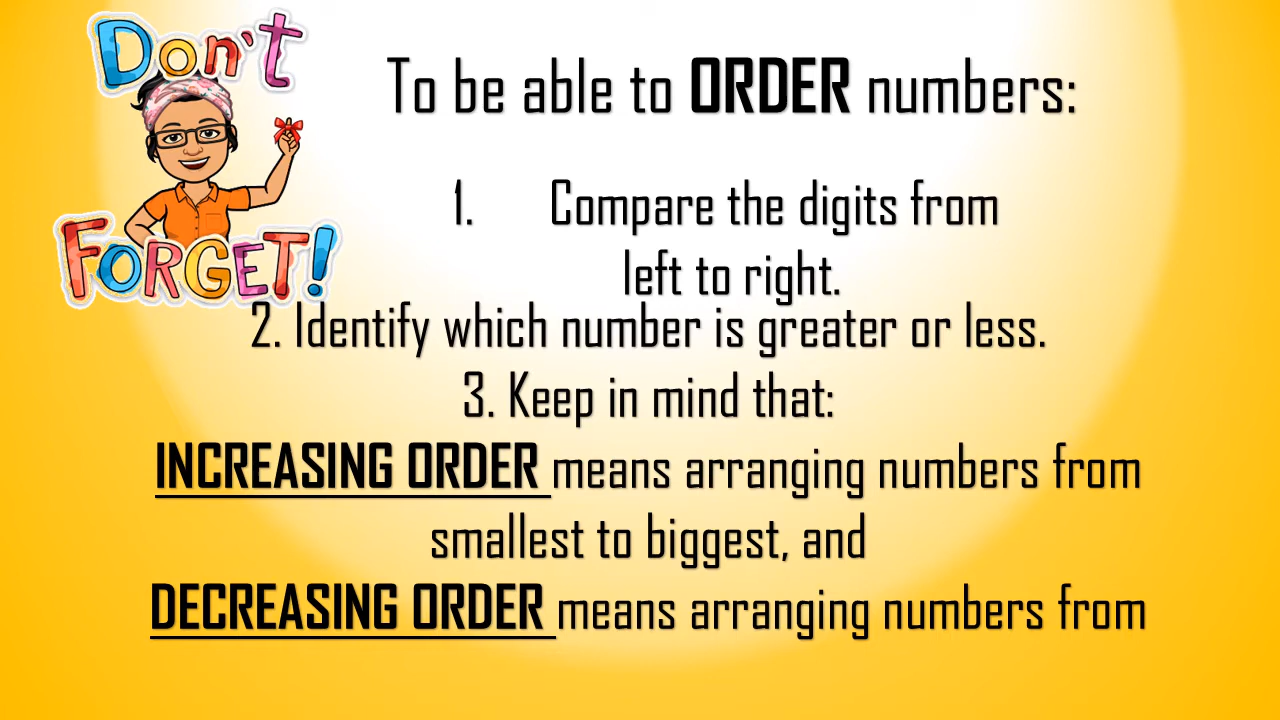 Don't
FORGET!
To be able to ORDER numbers:
1. Compare the digits from
left to right.
2. Identify which number is greater or less.
3. Keep in mind that:
INCREASING ORDER means arranging numbers from
smallest to biggest, and
DECREASING ORDER means arranging numbers from